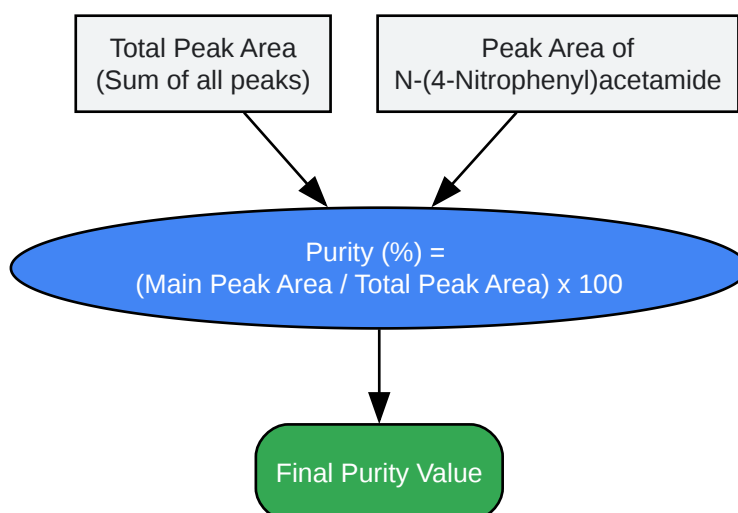 Total Peak Area
(Sum of all peaks)
Peak Area of
N-(4-Nitrophenyl)acetamide
Purity (%) =
(Main Peak Area / Total Peak Area) x 100
Final Purity Value